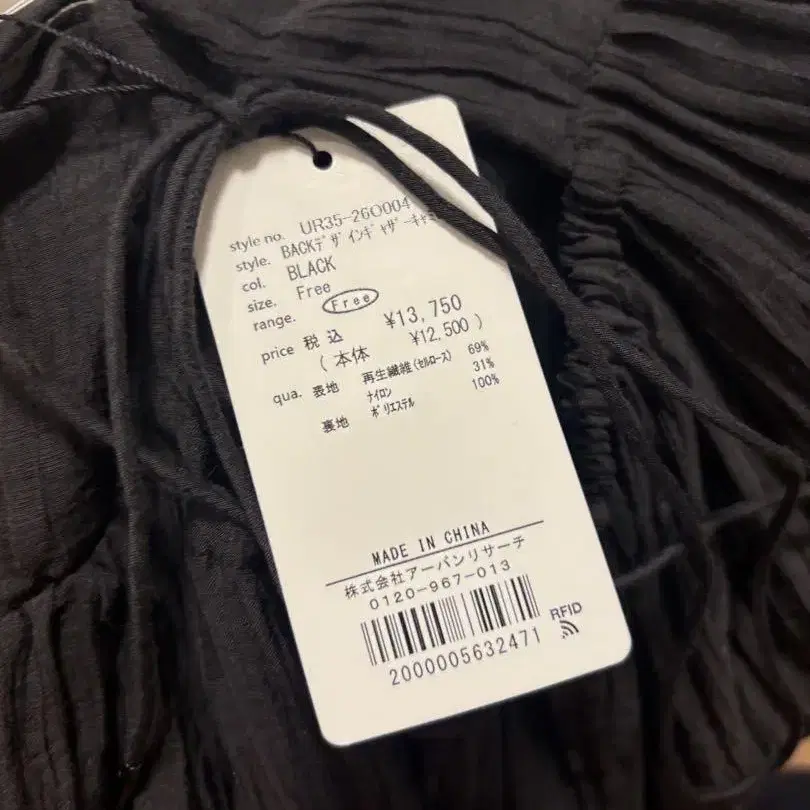 style no. UR35-260004
style. BACKﾃﾞｻﾞｲﾝｷﾞｬｻﾞｰｷｬﾐ
col. BLACK
size. Free
range. Free
price 税込 ¥13,750
(本体 ¥12,500)
qua. 表地 再生繊維(ｾﾙﾛｰｽ) 69%
ﾅｲﾛﾝ 31%
裏地 ﾎﾟﾘｴｽﾃﾙ 100%
MADE IN CHINA
株式会社アーバンリサーチ
0120-967-013
2000005632471
RFID